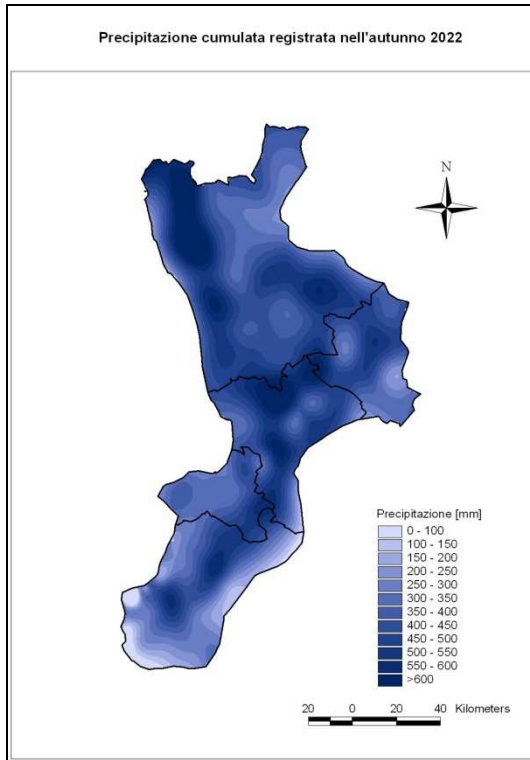 Precipitazione cumulata registrata nell'autunno 2022
N
Precipitazione [mm]
0 - 100
100 - 150
150 - 200
200 - 250
250 - 300
300 - 350
350 - 400
400 - 450
450 - 500
500 - 550
550 - 600
>600
20 0 20 40 Kilometers